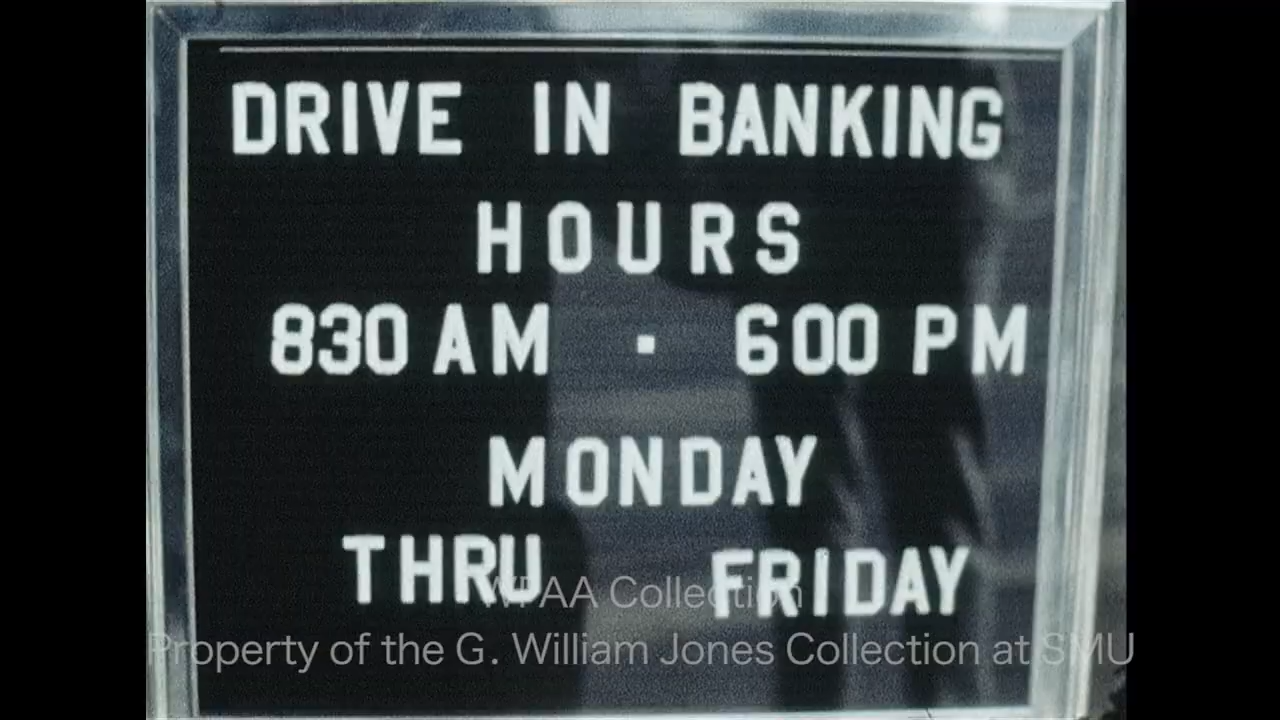 DRIVE IN BANKING
HOURS
830 AM · 600 PM
MONDAY
THRU FRIDAY
WFAA Collection
Property of the G. William Jones Collection at SMU